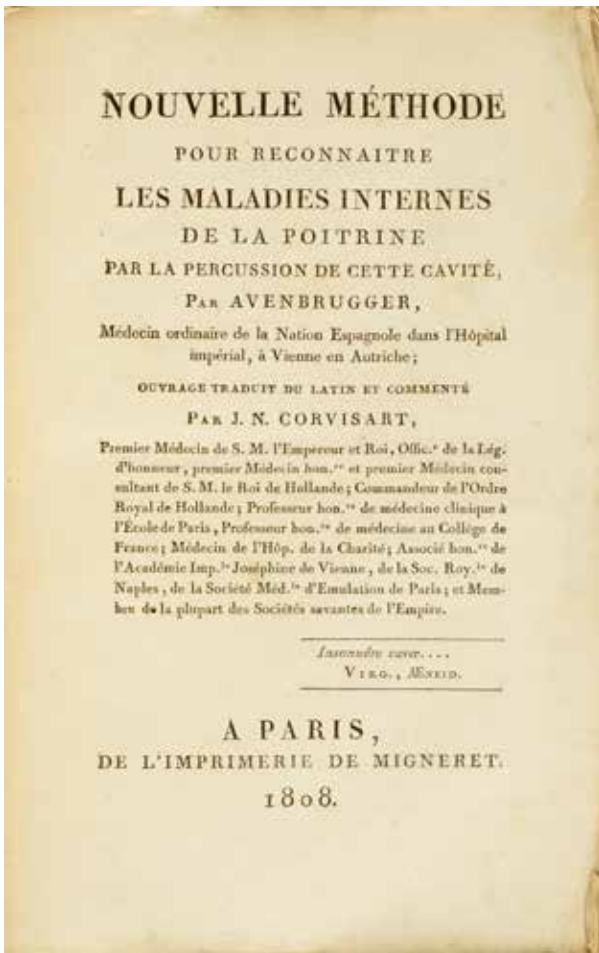 NOUVELLE MÉTHODE
POUR RECONNAITRE
LES MALADIES INTERNES
DE LA POITRINE
PAR LA PERCUSSION DE CETTE CAVITÉ,
PAR AVENBRUGGER,
Médecin ordinaire de la Nation Espagnole dans l'Hôpital
impérial, à Vienne en Autriche;
OUVRAGE TRADUIT DU LATIN ET COMMENTÉ
PAR J. N. CORVISART,
Premier Médecin de S. M. l'Empereur et Roi, Offic.r de la Lég.
d'honneur, premier Médecin hon.re et premier Médecin con-
sultant de S. M. le Roi de Hollande; Commandeur de l'Ordre
Royal de Hollande; Professeur hon.re de médecine clinique à
l'École de Paris, Professeur hon.re de médecine au Collége de
France; Médecin de l'Hôp. de la Charité; Associé hon.re de
l'Académie Imp.le Joséphine de Vienne, de la Soc. Roy.le de
Naples, de la Société Méd.le d'Emulation de Paris; et Mem-
bre de la plupart des Sociétés savantes de l'Empire.
Insonuêre cavæ....
VIRG., ÆNEID.
A PARIS,
DE L'IMPRIMERIE DE MIGNERET.
1808.